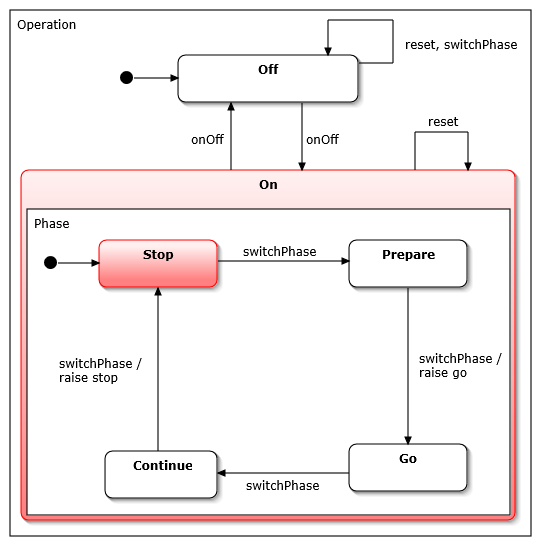 Operation
reset, switchPhase
Off
onOff
onOff
reset
On
Phase
Stop
switchPhase
Prepare
switchPhase /
raise stop
switchPhase /
raise go
Continue
switchPhase
Go